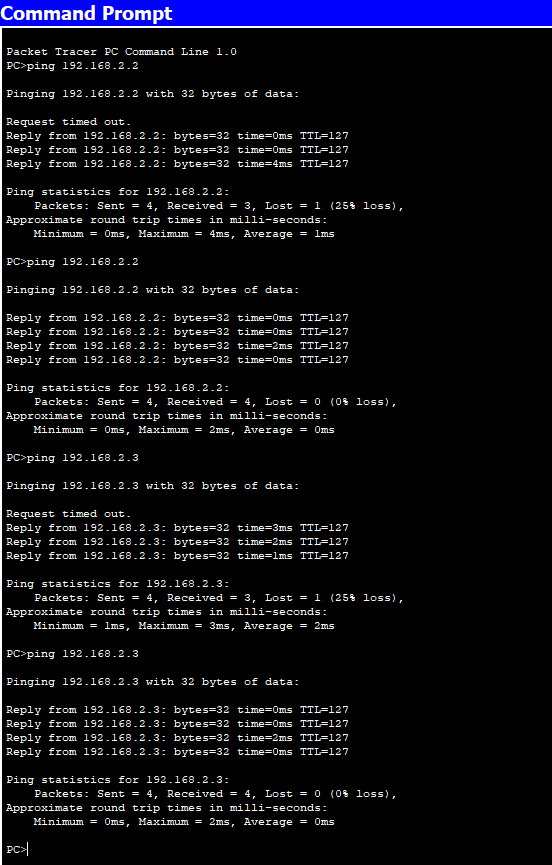 Command Prompt
Packet Tracer PC Command Line 1.0
PC>ping 192.168.2.2
Pinging 192.168.2.2 with 32 bytes of data:
Request timed out.
Reply from 192.168.2.2: bytes=32 time=0ms TTL=127
Reply from 192.168.2.2: bytes=32 time=0ms TTL=127
Reply from 192.168.2.2: bytes=32 time=4ms TTL=127
Ping statistics for 192.168.2.2:
Packets: Sent = 4, Received = 3, Lost = 1 (25% loss),
Approximate round trip times in milli-seconds:
Minimum = 0ms, Maximum = 4ms, Average = 1ms
PC>ping 192.168.2.2
Pinging 192.168.2.2 with 32 bytes of data:
Reply from 192.168.2.2: bytes=32 time=0ms TTL=127
Reply from 192.168.2.2: bytes=32 time=0ms TTL=127
Reply from 192.168.2.2: bytes=32 time=2ms TTL=127
Reply from 192.168.2.2: bytes=32 time=0ms TTL=127
Ping statistics for 192.168.2.2:
Packets: Sent = 4, Received = 4, Lost = 0 (0% loss),
Approximate round trip times in milli-seconds:
Minimum = 0ms, Maximum = 2ms, Average = 0ms
PC>ping 192.168.2.3
Pinging 192.168.2.3 with 32 bytes of data:
Request timed out.
Reply from 192.168.2.3: bytes=32 time=3ms TTL=127
Reply from 192.168.2.3: bytes=32 time=2ms TTL=127
Reply from 192.168.2.3: bytes=32 time=1ms TTL=127
Ping statistics for 192.168.2.3:
Packets: Sent = 4, Received = 3, Lost = 1 (25% loss),
Approximate round trip times in milli-seconds:
Minimum = 1ms, Maximum = 3ms, Average = 2ms
PC>ping 192.168.2.3
Pinging 192.168.2.3 with 32 bytes of data:
Reply from 192.168.2.3: bytes=32 time=0ms TTL=127
Reply from 192.168.2.3: bytes=32 time=0ms TTL=127
Reply from 192.168.2.3: bytes=32 time=2ms TTL=127
Reply from 192.168.2.3: bytes=32 time=0ms TTL=127
Ping statistics for 192.168.2.3:
Packets: Sent = 4, Received = 4, Lost = 0 (0% loss),
Approximate round trip times in milli-seconds:
Minimum = 0ms, Maximum = 2ms, Average = 0ms
PC>